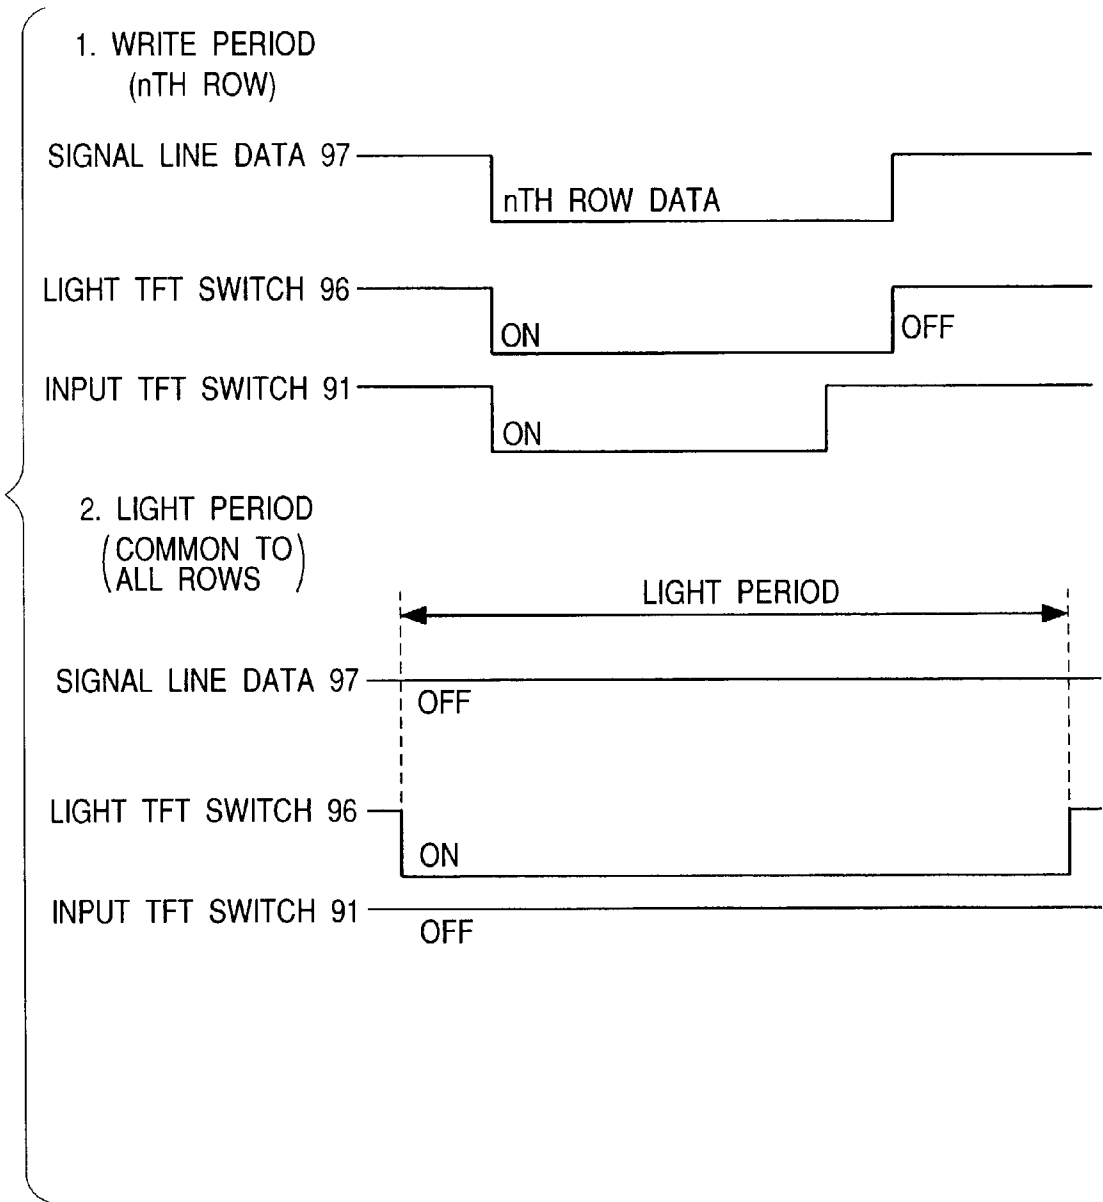 1. WRITE PERIOD
(nTH ROW)
SIGNAL LINE DATA 97
nTH ROW DATA
LIGHT TFT SWITCH 96
ON
OFF
INPUT TFT SWITCH 91
ON
2. LIGHT PERIOD
(COMMON TO
ALL ROWS)
LIGHT PERIOD
SIGNAL LINE DATA 97
OFF
LIGHT TFT SWITCH 96
ON
INPUT TFT SWITCH 91
OFF